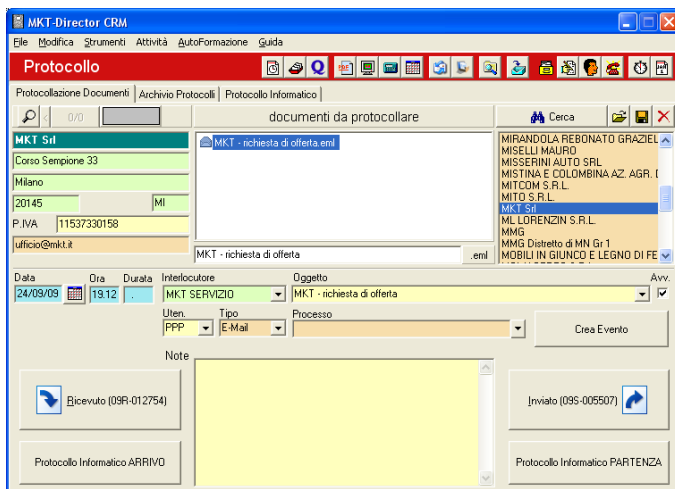 MKT-Director CRM
File Modifica Strumenti Attività AutoFormazione Guida
Protocollo
Protocollazione Documenti Archivio Protocolli Protocollo Informatico
0/0 documenti da protocollare Cerca
MKT Srl
Corso Sempione 33
Milano
20145 MI
P.IVA 11537330158
ufficio@mkt.it
MKT - richiesta di offerta.eml
MKT - richiesta di offerta .eml
MIRANDOLA REBONATO GRAZIEL
MISELLI MAURO
MISSERINI AUTO SRL
MISTINA E COLOMBINA AZ. AGR. (
MITCOM S.R.L.
MITO S.R.L.
MKT Srl
ML LORENZIN S.R.L.
MMG
MMG Distretto di MN Gr 1
MOBILI IN GIUNCO E LEGNO DI FE
Data Ora Durata Interlocutore Oggetto Avv.
24/09/09 19.12 . MKT SERVIZIO MKT - richiesta di offerta
Uten. Tipo Processo
PPP E-Mail Crea Evento
Note
Ricevuto (09R-012754) Inviato (09S-005507)
Protocollo Informatico ARRIVO Protocollo Informatico PARTENZA